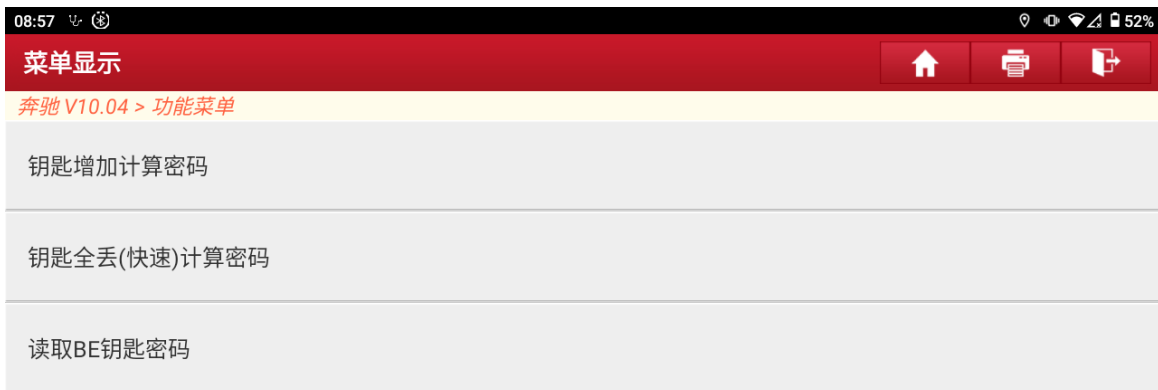 08:57
52%
菜单显示
奔驰 V10.04 > 功能菜单
钥匙增加计算密码
钥匙全丢(快速)计算密码
读取BE钥匙密码